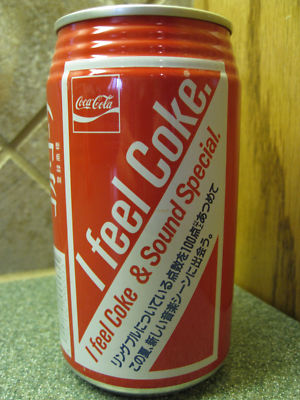 Coca-Cola
I feel Coke.
I feel Coke & Sound Special.
リングプルについている点数を100点以上あつめて
この夏、新しい音楽シーンに出会う。